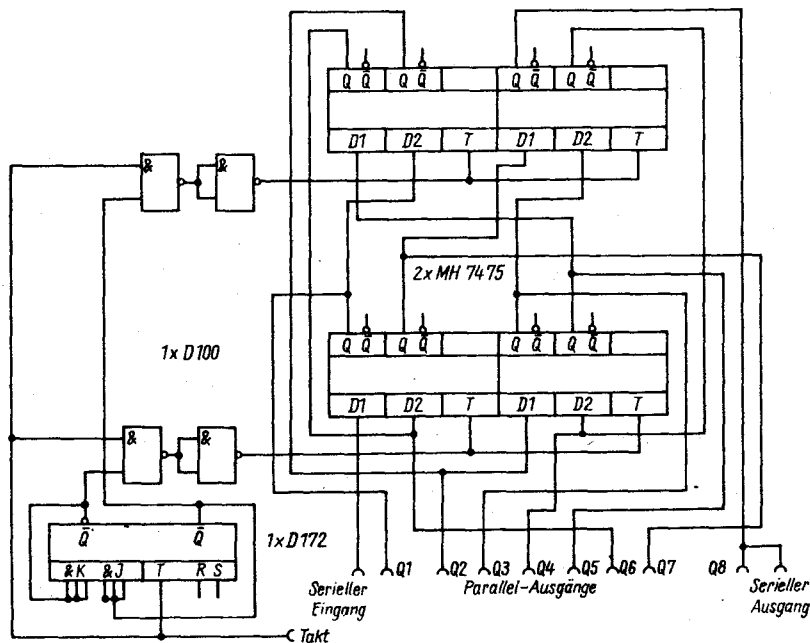 Q Q̅ Q Q̅ Q Q̅ Q Q̅
D1 D2 T D1 D2 T
& &
2x MH 7475
1x D100
Q Q̅ Q Q̅ Q Q̅ Q Q̅
D1 D2 T D1 D2 T
& &
Q̅ Q̅
1x D172
&K &J T R S
Q1 Q2 Q3 Q4 Q5 Q6 Q7 Q8
Serieller Eingang
Parallel-Ausgänge
Serieller Ausgang
Takt